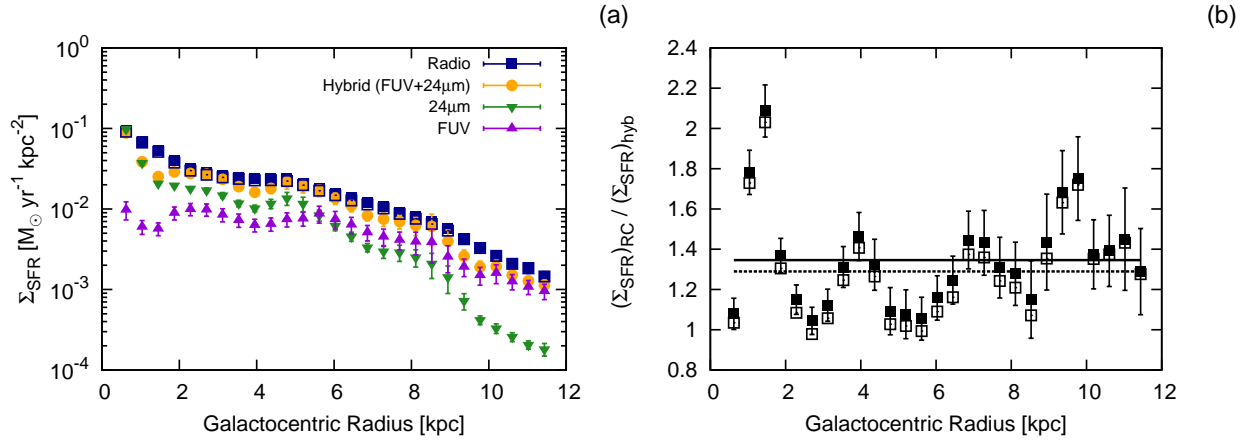 (a)
10^0
10^-1
10^-2
10^-3
10^-4
0 2 4 6 8 10 12
Σ_SFR [M_⊙ yr^-1 kpc^-2]
Galactocentric Radius [kpc]
Radio
Hybrid (FUV+24μm)
24μm
FUV
(b)
2.4
2.2
2
1.8
1.6
1.4
1.2
1
0.8
0 2 4 6 8 10 12
(Σ_SFR)_RC / (Σ_SFR)_hyb
Galactocentric Radius [kpc]